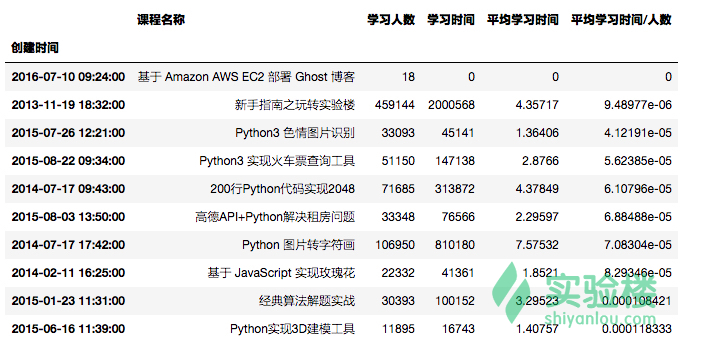 课程名称 学习人数 学习时间 平均学习时间 平均学习时间/人数
创建时间
2016-07-10 09:24:00 基于 Amazon AWS EC2 部署 Ghost 博客 18 0 0 0
2013-11-19 18:32:00 新手指南之玩转实验楼 459144 2000568 4.35717 9.48977e-06
2015-07-26 12:21:00 Python3 色情图片识别 33093 45141 1.36406 4.12191e-05
2015-08-22 09:34:00 Python3 实现火车票查询工具 51150 147138 2.8766 5.62385e-05
2014-07-17 09:43:00 200行Python代码实现2048 71685 313872 4.37849 6.10796e-05
2015-08-03 13:50:00 高德API+Python解决租房问题 33348 76566 2.29597 6.88488e-05
2014-07-17 17:42:00 Python 图片转字符画 106950 810180 7.57532 7.08304e-05
2014-02-11 16:25:00 基于 JavaScript 实现玫瑰花 22332 41361 1.8521 8.29346e-05
2015-01-23 11:31:00 经典算法解题实战 30393 100152 3.29523 0.000108421
2015-06-16 11:39:00 Python实现3D建模工具 11895 16743 1.40757 0.000118333
实验楼
shiyanlou.com